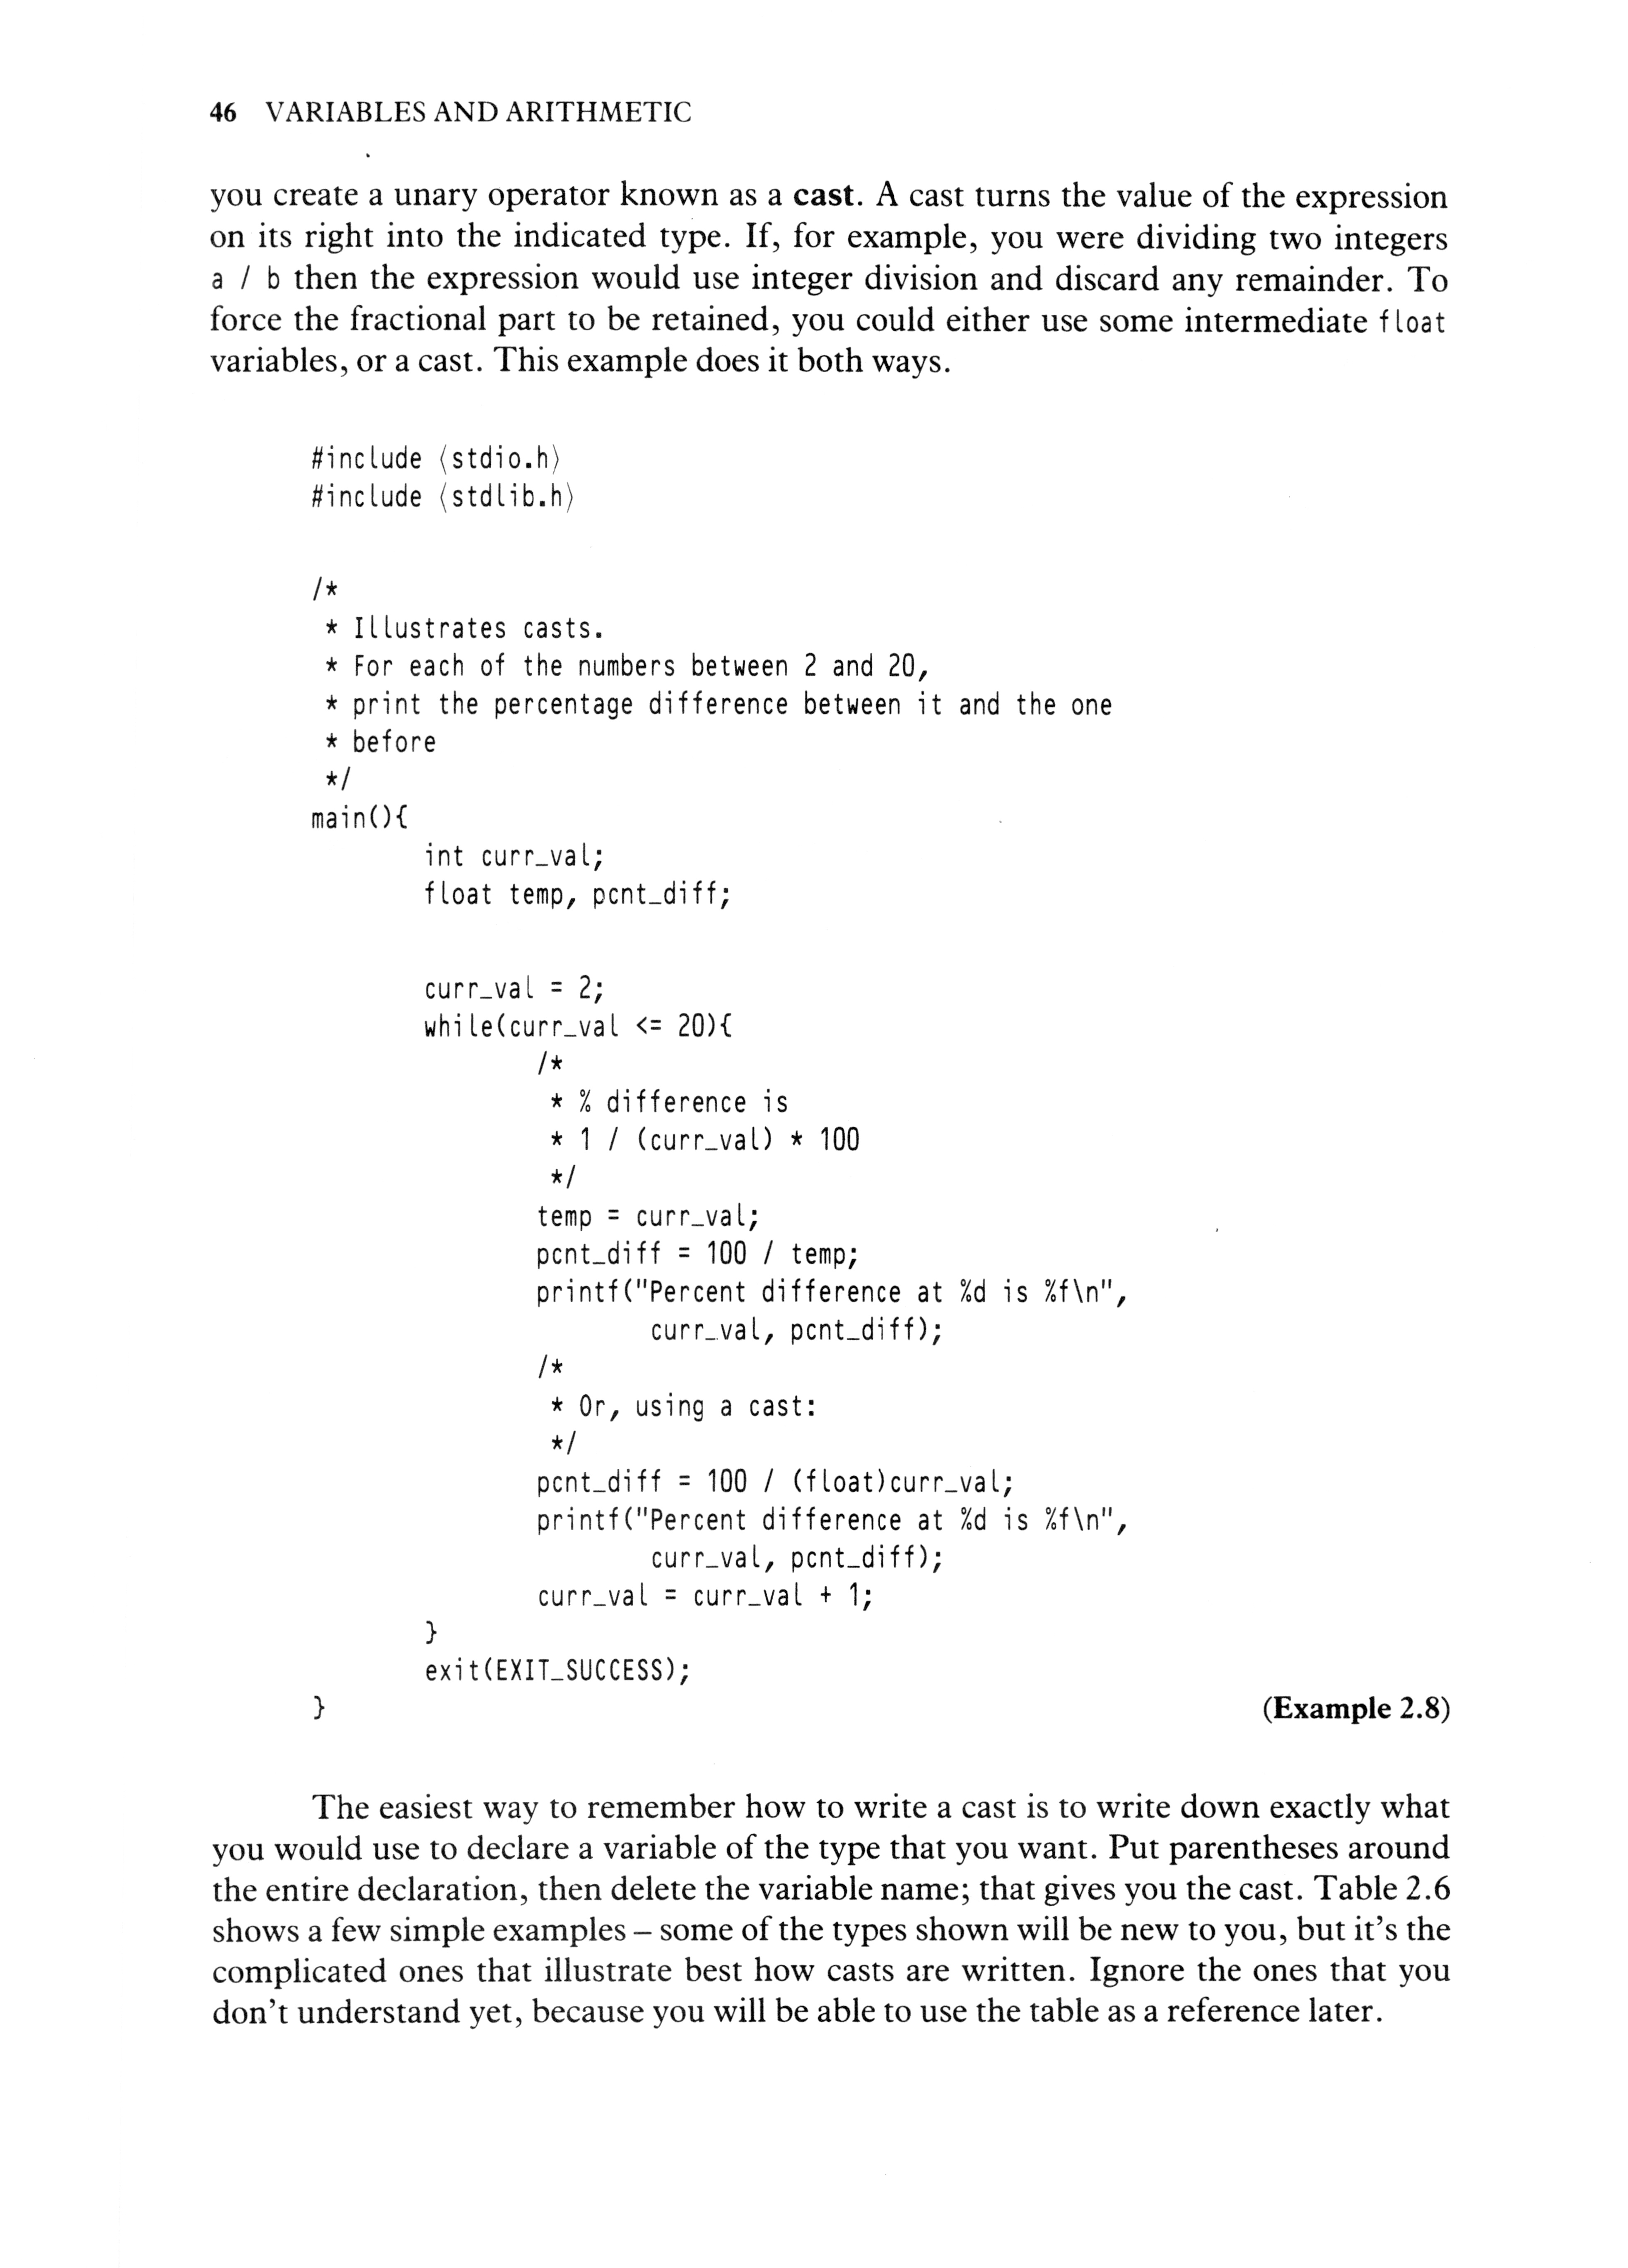 46 VARIABLES AND ARITHMETIC
you create a unary operator known as a cast. A cast turns the value of the expression
on its right into the indicated type. If, for example, you were dividing two integers
a / b then the expression would use integer division and discard any remainder. To
force the fractional part to be retained, you could either use some intermediate float
variables, or a cast. This example does it both ways.
#include ⟨stdio.h⟩
#include ⟨stdlib.h⟩
/*
* Illustrates casts.
* For each of the numbers between 2 and 20,
* print the percentage difference between it and the one
* before
*/
main(){
int curr_val;
float temp, pcnt_diff;
curr_val = 2;
while(curr_val <= 20){
/*
* % difference is
* 1 / (curr_val) * 100
*/
temp = curr_val;
pcnt_diff = 100 / temp;
printf("Percent difference at %d is %f\n",
curr_val, pcnt_diff);
/*
* Or, using a cast:
*/
pcnt_diff = 100 / (float)curr_val;
printf("Percent difference at %d is %f\n",
curr_val, pcnt_diff);
curr_val = curr_val + 1;
}
exit(EXIT_SUCCESS);
} (Example 2.8)
The easiest way to remember how to write a cast is to write down exactly what
you would use to declare a variable of the type that you want. Put parentheses around
the entire declaration, then delete the variable name; that gives you the cast. Table 2.6
shows a few simple examples – some of the types shown will be new to you, but it's the
complicated ones that illustrate best how casts are written. Ignore the ones that you
don't understand yet, because you will be able to use the table as a reference later.